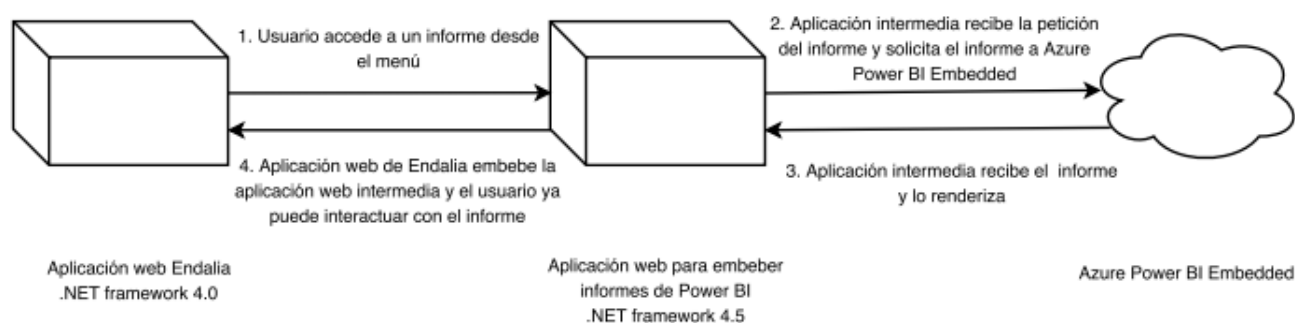 1. Usuario accede a un informe desde
el menú
2. Aplicación intermedia recibe la petición
del informe y solicita el informe a Azure
Power BI Embedded
4. Aplicación web de Endalia embebe la
aplicación web intermedia y el usuario ya
puede interactuar con el informe
3. Aplicación intermedia recibe el informe
y lo renderiza
Aplicación web Endalia
.NET framework 4.0
Aplicación web para embeber
informes de Power BI
.NET framework 4.5
Azure Power BI Embedded